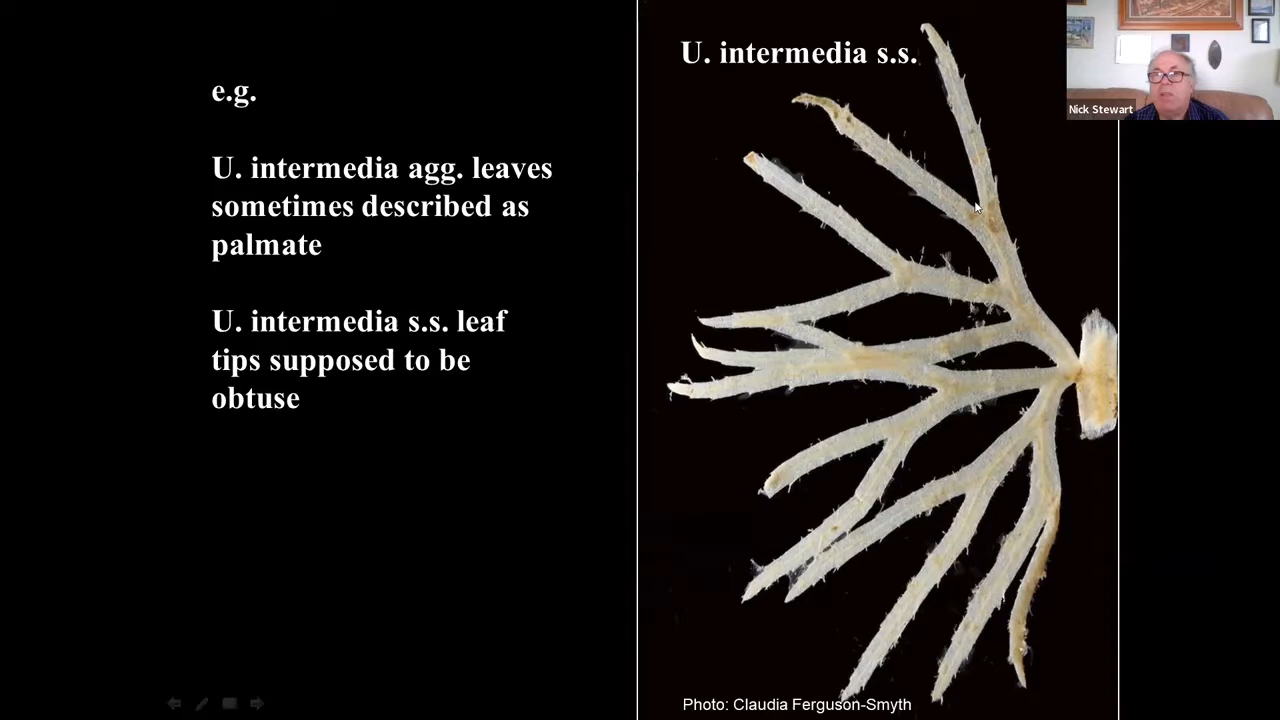 e.g.
U. intermedia agg. leaves
sometimes described as
palmate
U. intermedia s.s. leaf
tips supposed to be
obtuse
U. intermedia s.s.
Photo: Claudia Ferguson-Smyth
Nick Stewart